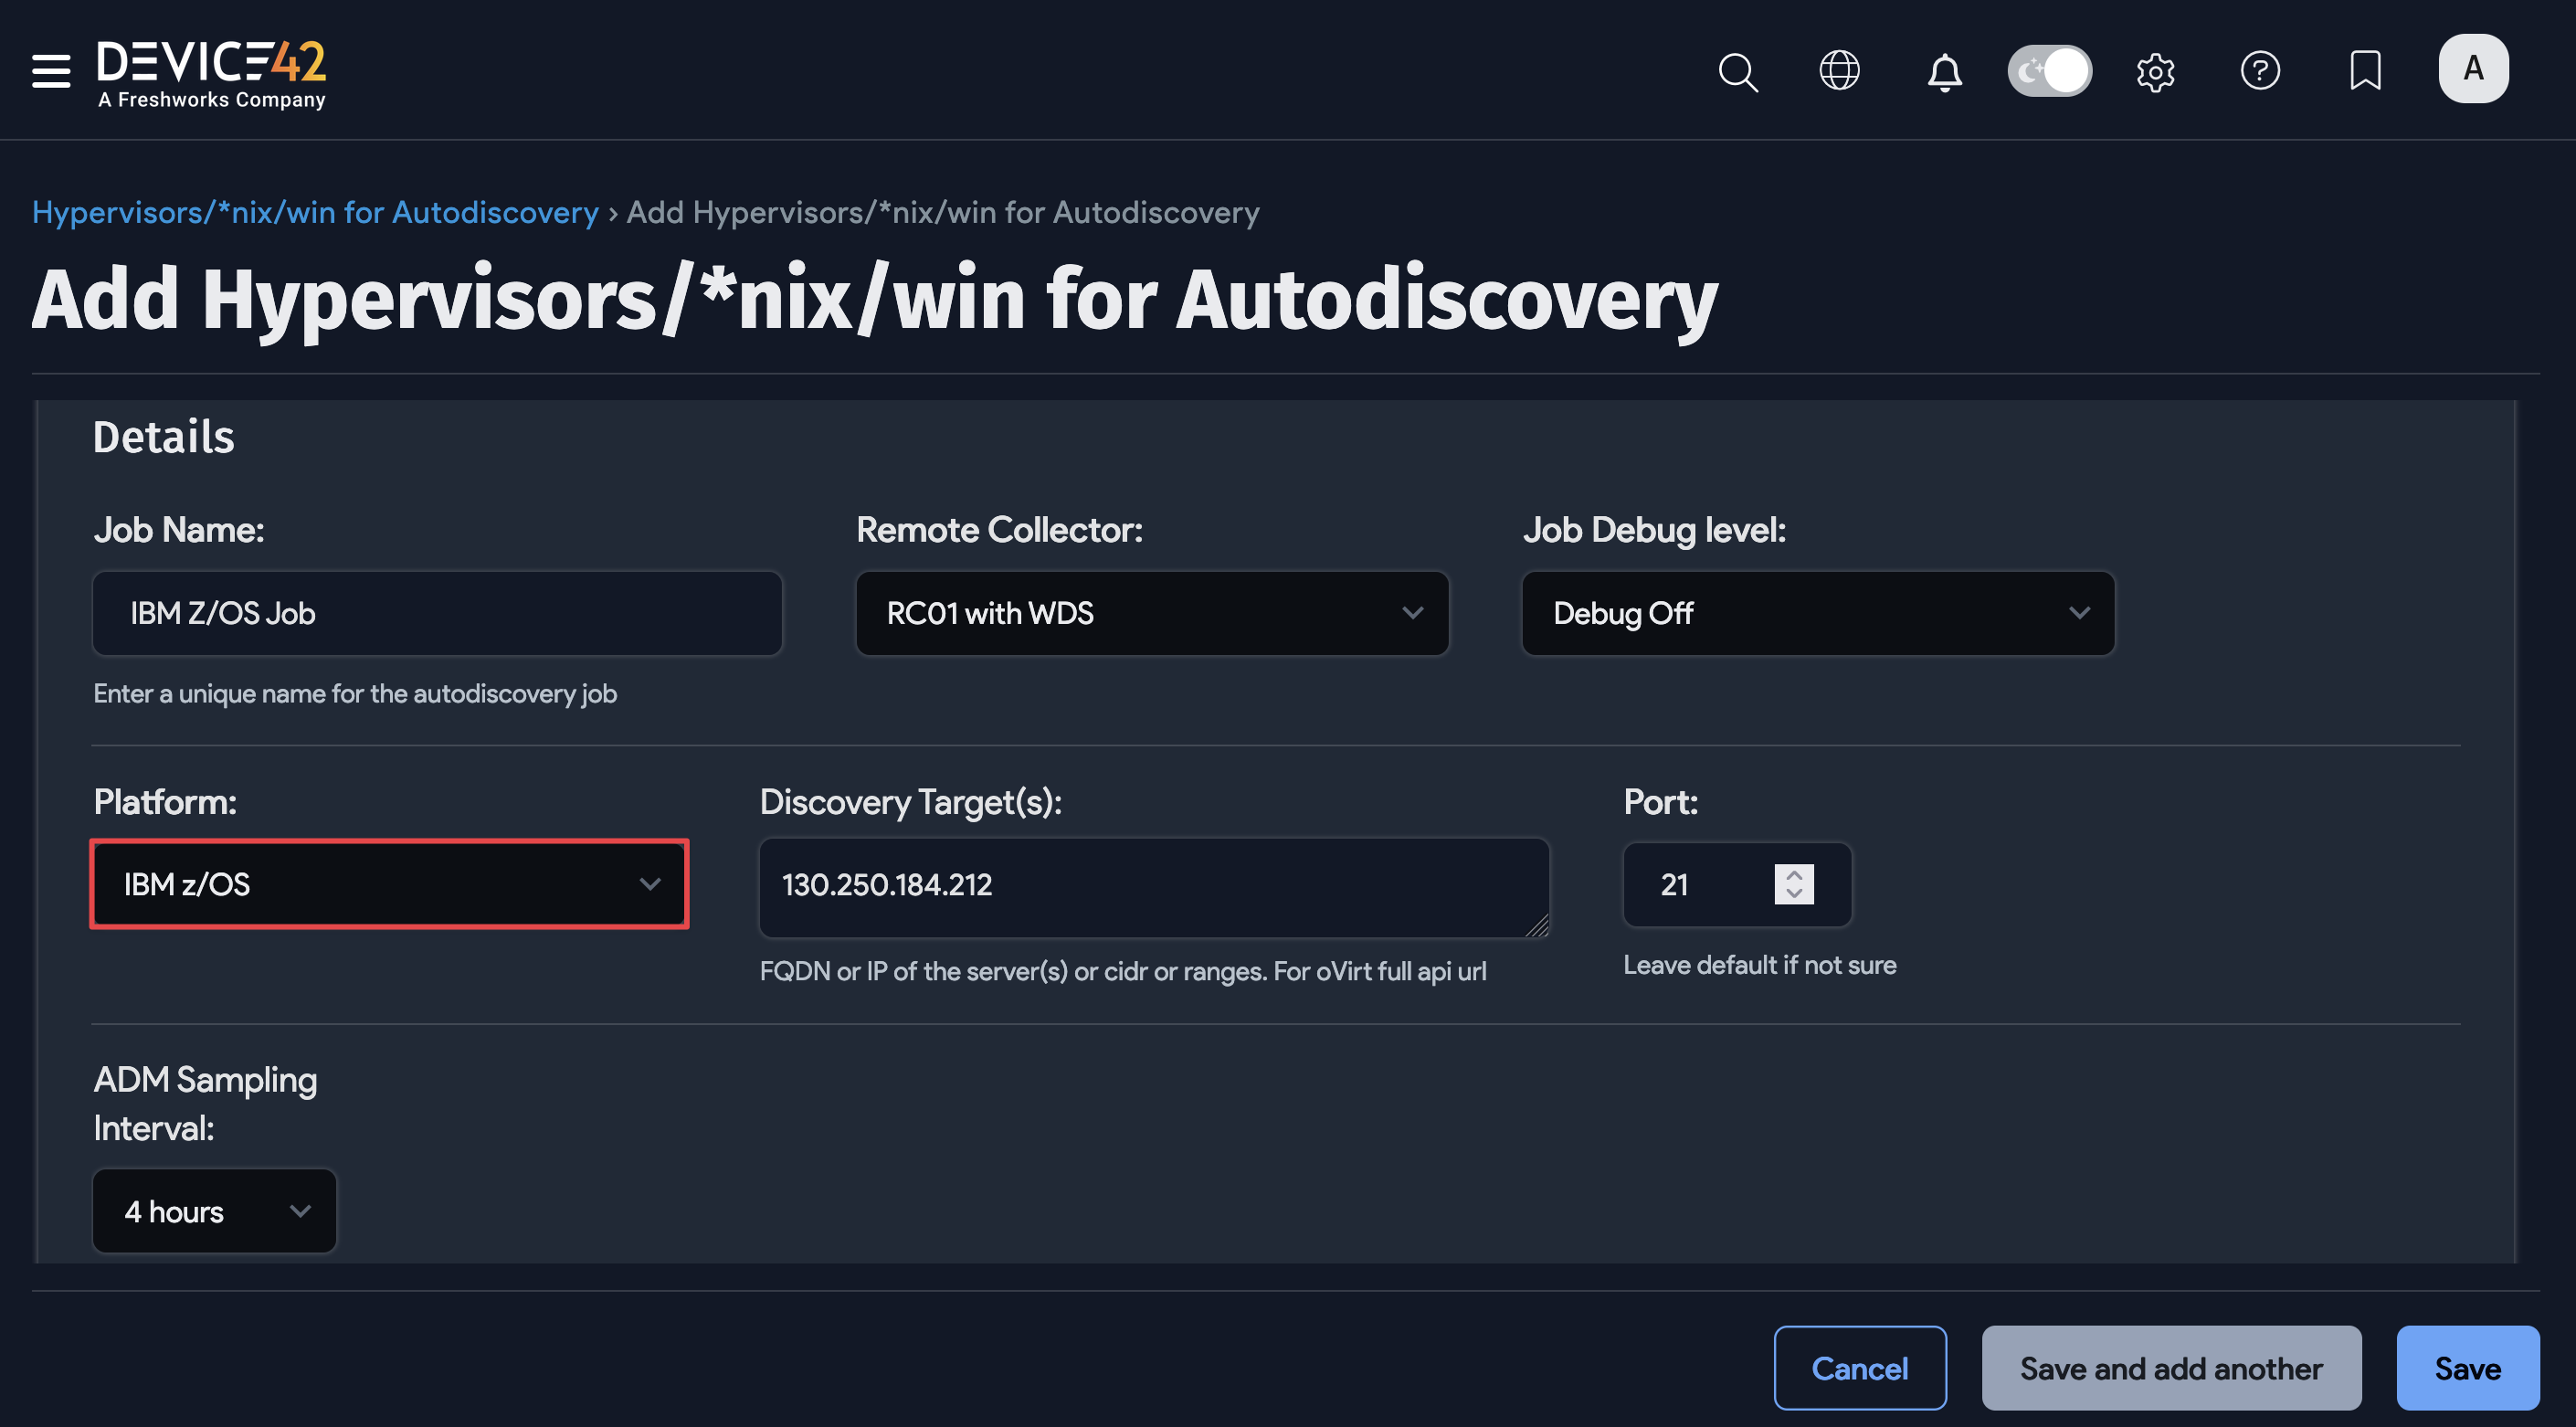 DEVICE42
A Freshworks Company
A
Hypervisors/*nix/win for Autodiscovery › Add Hypervisors/*nix/win for Autodiscovery
Add Hypervisors/*nix/win for Autodiscovery
Details
Job Name:
Remote Collector:
Job Debug level:
IBM Z/OS Job
RC01 with WDS
Debug Off
Enter a unique name for the autodiscovery job
Platform:
Discovery Target(s):
Port:
IBM z/OS
130.250.184.212
21
FQDN or IP of the server(s) or cidr or ranges. For oVirt full api url
Leave default if not sure
ADM Sampling
Interval:
4 hours
Cancel
Save and add another
Save